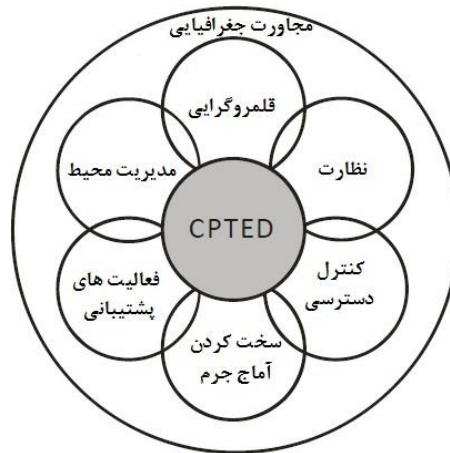 مجاورت جغرافیایی
قلمروگرایی
نظارت
مدیریت محیط
CPTED
کنترل
دسترسی
فعالیت های
پشتیبانی
سخت کردن
آماج جرم